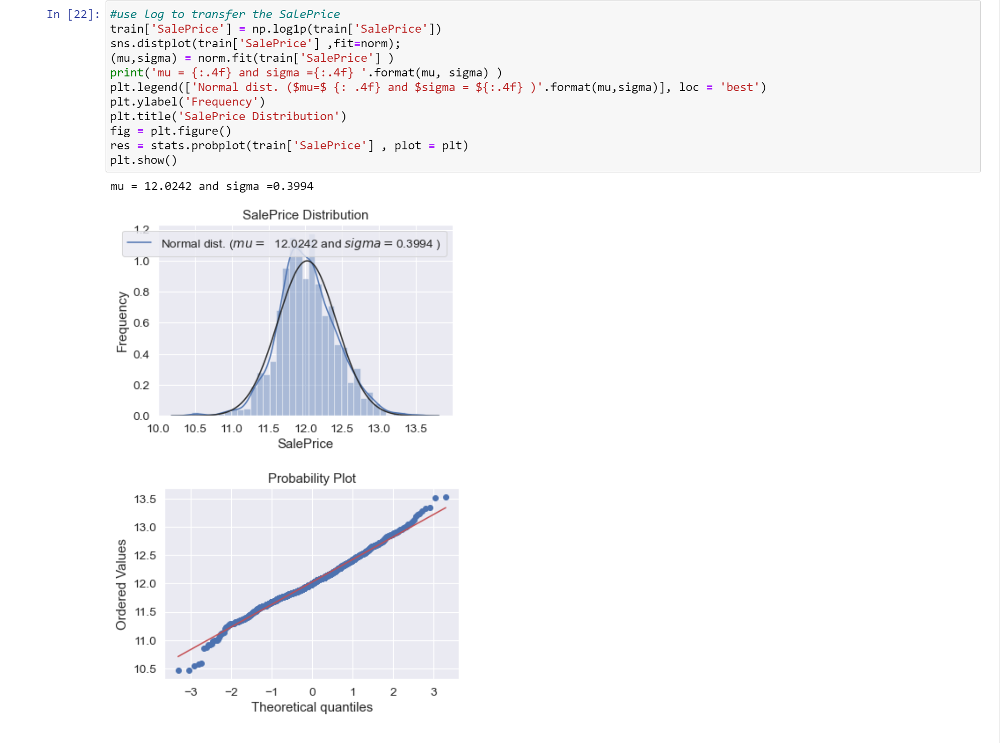 In [22]:
#use log to transfer the SalePrice
train['SalePrice'] = np.log1p(train['SalePrice'])
sns.distplot(train['SalePrice'] ,fit=norm);
(mu,sigma) = norm.fit(train['SalePrice'] )
print('mu = {:.4f} and sigma ={:.4f} '.format(mu, sigma) )
plt.legend(['Normal dist. ($mu=$ {: .4f} and $sigma = ${:.4f} )'.format(mu,sigma)], loc = 'best')
plt.ylabel('Frequency')
plt.title('SalePrice Distribution')
fig = plt.figure()
res = stats.probplot(train['SalePrice'] , plot = plt)
plt.show()
mu = 12.0242 and sigma =0.3994
SalePrice Distribution
1.2
Normal dist. (mu = 12.0242 and sigma = 0.3994 )
1.0
0.8
Frequency
0.6
0.4
0.2
0.0
10.0 10.5 11.0 11.5 12.0 12.5 13.0 13.5
SalePrice
Probability Plot
13.5
13.0
12.5
Ordered Values
12.0
11.5
11.0
10.5
−3 −2 −1 0 1 2 3
Theoretical quantiles